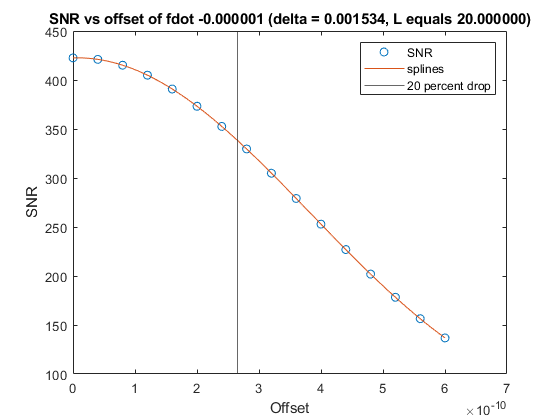 SNR vs offset of fdot -0.000001 (delta = 0.001534, L equals 20.000000)
450
400
350
300
250
200
150
100
SNR
SNR
splines
20 percent drop
0 1 2 3 4 5 6 7
Offset
×10^-10